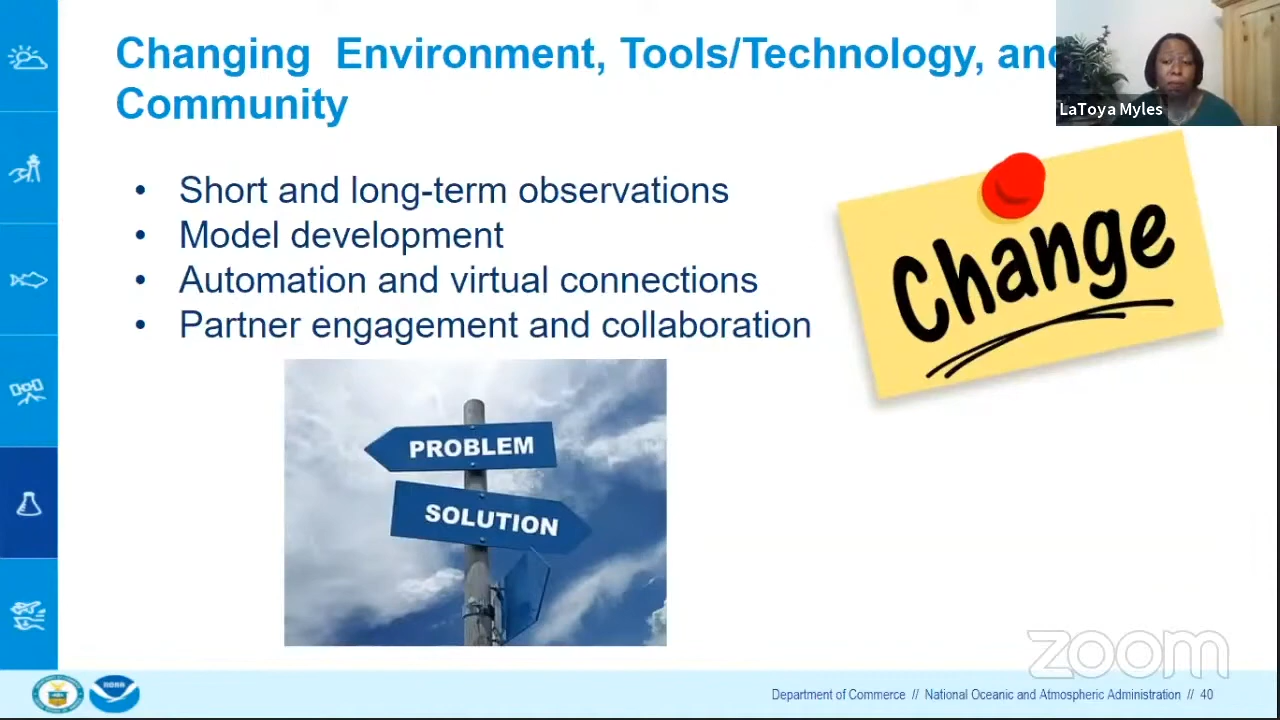 Changing Environment, Tools/Technology, and
Community
LaToya Myles
• Short and long-term observations
• Model development
• Automation and virtual connections
• Partner engagement and collaboration
Change
PROBLEM
SOLUTION
zoom
NOAA
Department of Commerce // National Oceanic and Atmospheric Administration // 40